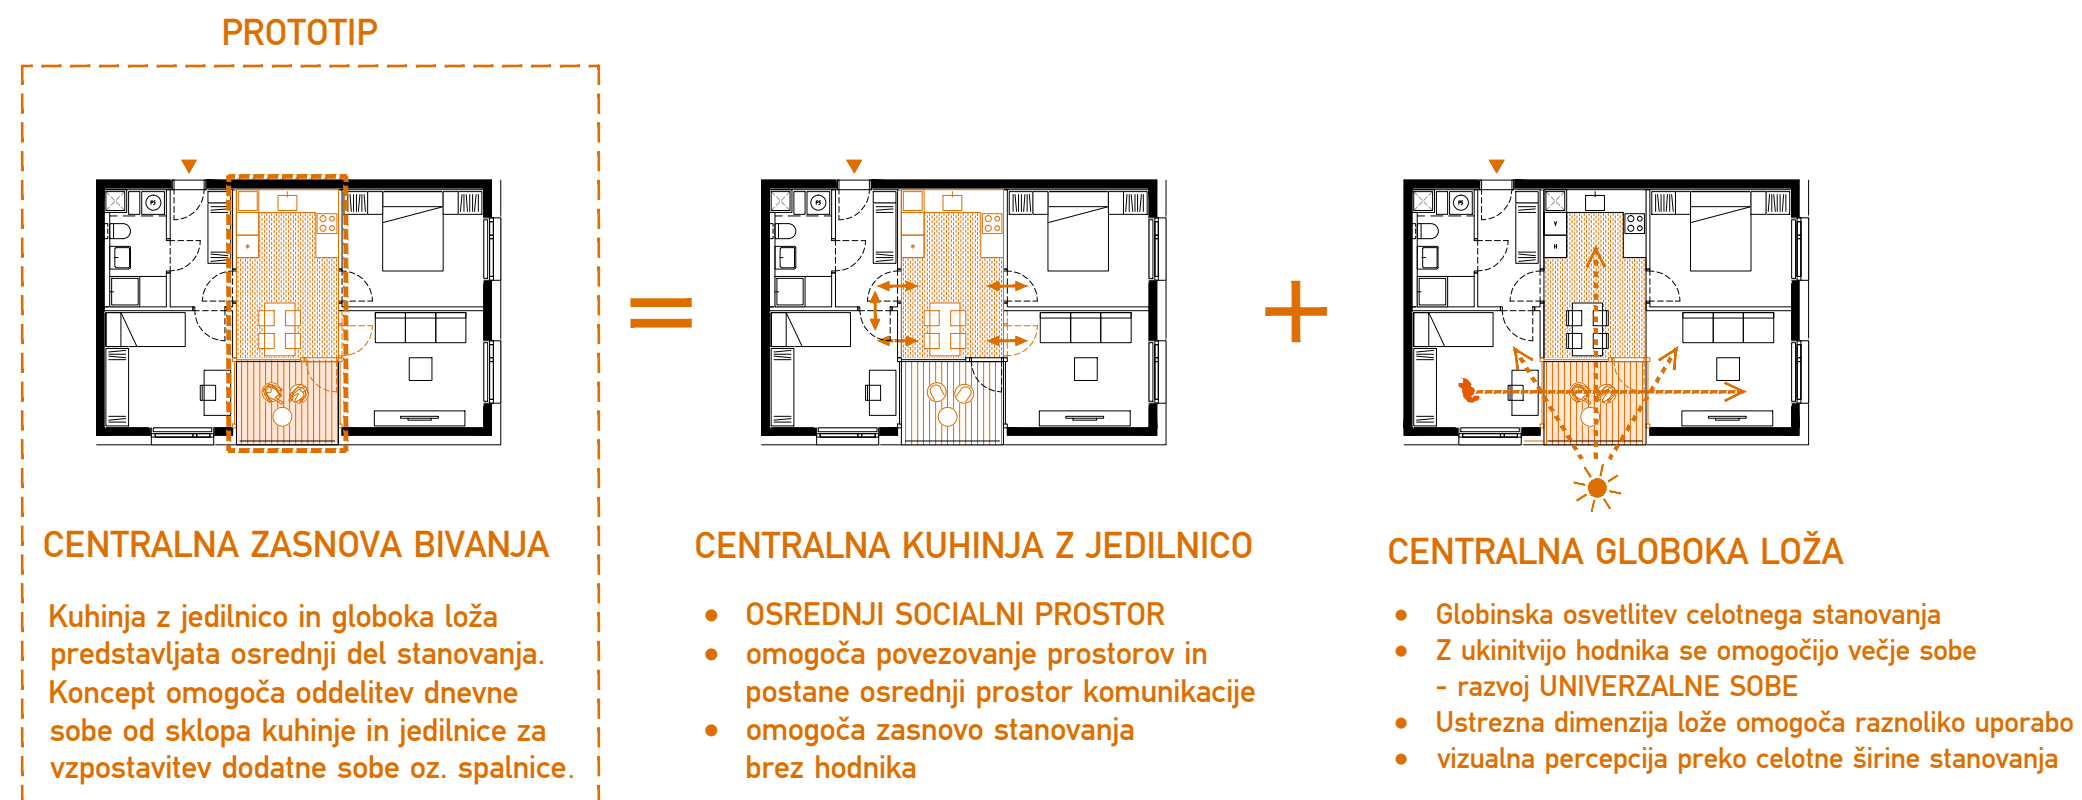 PROTOTIP
CENTRALNA ZASNOVA BIVANJA
Kuhinja z jedilnico in globoka loža
predstavljata osrednji del stanovanja.
Koncept omogoča oddelitev dnevne
sobe od sklopa kuhinje in jedilnice za
vzpostavitev dodatne sobe oz. spalnice.
=
CENTRALNA KUHINJA Z JEDILNICO
• OSREDNJI SOCIALNI PROSTOR
• omogoča povezovanje prostorov in
postane osrednji prostor komunikacije
• omogoča zasnovo stanovanja
brez hodnika
+
CENTRALNA GLOBOKA LOŽA
• Globinska osvetlitev celotnega stanovanja
• Z ukinitvijo hodnika se omogočijo večje sobe
- razvoj UNIVERZALNE SOBE
• Ustrezna dimenzija lože omogoča raznoliko uporabo
• vizualna percepcija preko celotne širine stanovanja
PS
PS
PS
V
H